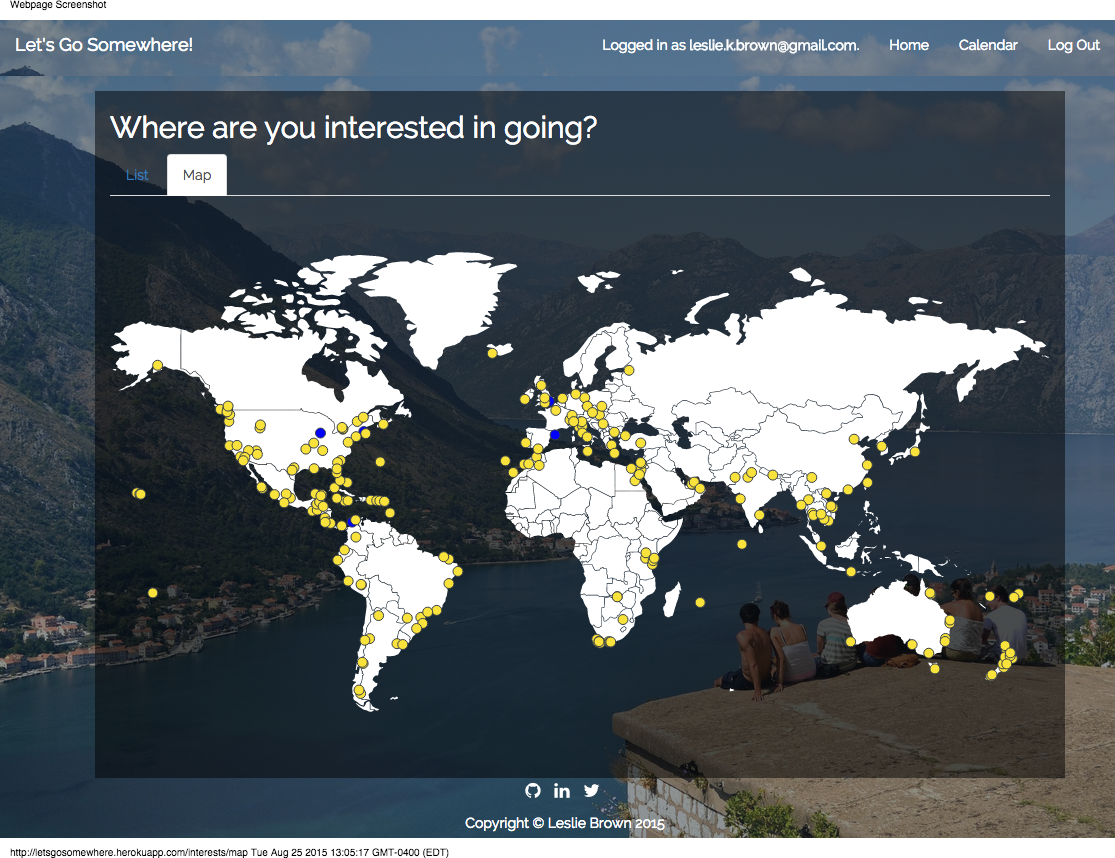 Webpage Screenshot
Let's Go Somewhere!
Logged in as leslie.k.brown@gmail.com.
Home
Calendar
Log Out
Where are you interested in going?
List
Map
Copyright © Leslie Brown 2015
http://letsgosomewhere.herokuapp.com/interests/map Tue Aug 25 2015 13:05:17 GMT-0400 (EDT)